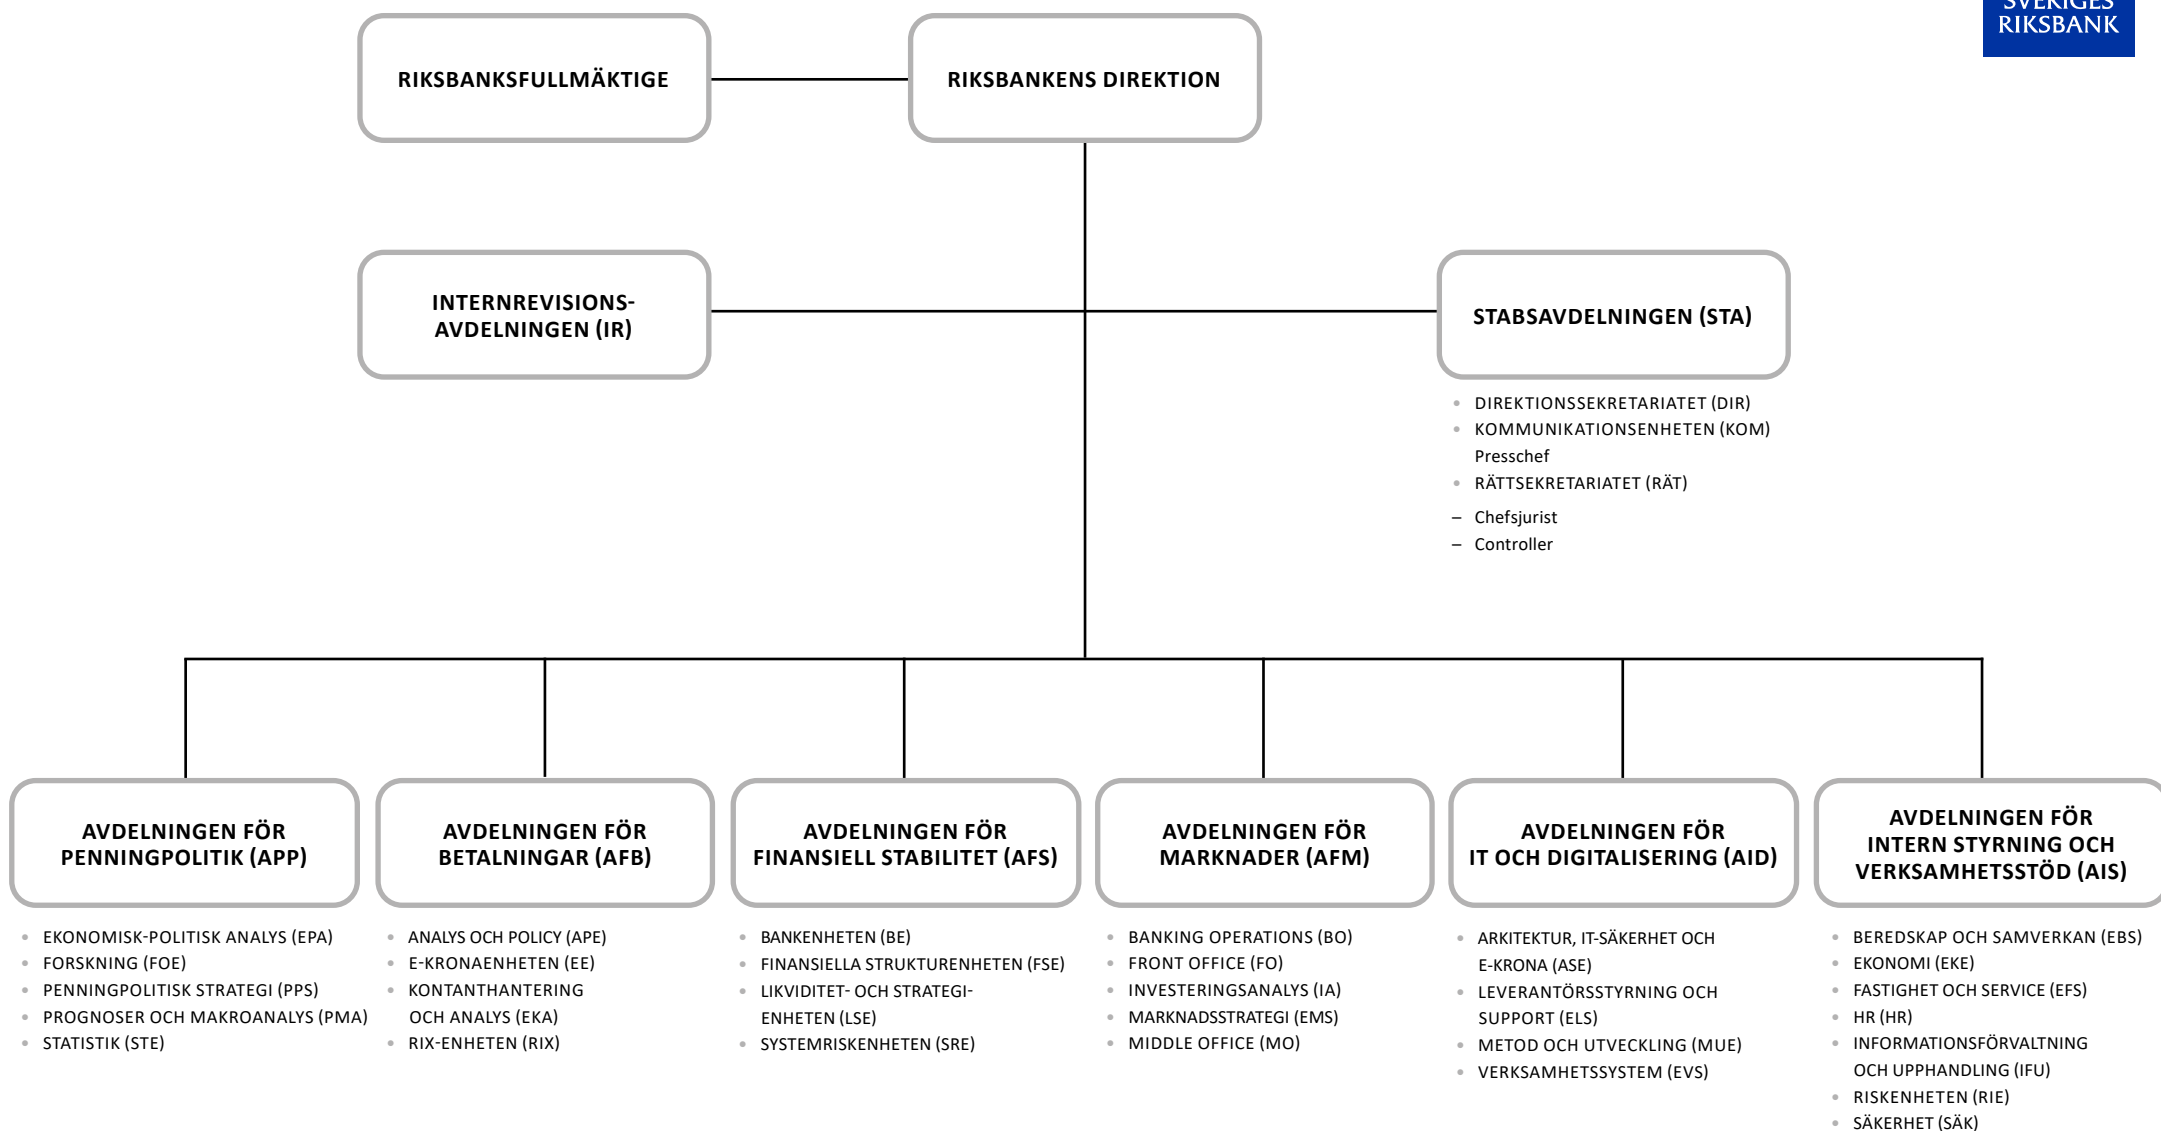 SVERIGES
RIKSBANK
RIKSBANKSFULLMÄKTIGE
RIKSBANKENS DIREKTION
INTERNREVISIONS-
AVDELNINGEN (IR)
STABSAVDELNINGEN (STA)
• DIREKTIONSSEKRETARIATET (DIR)
• KOMMUNIKATIONSENHETEN (KOM)
Presschef
• RÄTTSEKRETARIATET (RÄT)
– Chefsjurist
– Controller
AVDELNINGEN FÖR
PENNINGPOLITIK (APP)
• EKONOMISK-POLITISK ANALYS (EPA)
• FORSKNING (FOE)
• PENNINGPOLITISK STRATEGI (PPS)
• PROGNOSER OCH MAKROANALYS (PMA)
• STATISTIK (STE)
AVDELNINGEN FÖR
BETALNINGAR (AFB)
• ANALYS OCH POLICY (APE)
• E-KRONAENHETEN (EE)
• KONTANTHANTERING
OCH ANALYS (EKA)
• RIX-ENHETEN (RIX)
AVDELNINGEN FÖR
FINANSIELL STABILITET (AFS)
• BANKENHETEN (BE)
• FINANSIELLA STRUKTURENHETEN (FSE)
• LIKVIDITET- OCH STRATEGI-
ENHETEN (LSE)
• SYSTEMRISKENHETEN (SRE)
AVDELNINGEN FÖR
MARKNADER (AFM)
• BANKING OPERATIONS (BO)
• FRONT OFFICE (FO)
• INVESTERINGSANALYS (IA)
• MARKNADSSTRATEGI (EMS)
• MIDDLE OFFICE (MO)
AVDELNINGEN FÖR
IT OCH DIGITALISERING (AID)
• ARKITEKTUR, IT-SÄKERHET OCH
E-KRONA (ASE)
• LEVERANTÖRSSTYRNING OCH
SUPPORT (ELS)
• METOD OCH UTVECKLING (MUE)
• VERKSAMHETSSYSTEM (EVS)
AVDELNINGEN FÖR
INTERN STYRNING OCH
VERKSAMHETSSTÖD (AIS)
• BEREDSKAP OCH SAMVERKAN (EBS)
• EKONOMI (EKE)
• FASTIGHET OCH SERVICE (EFS)
• HR (HR)
• INFORMATIONSFÖRVALTNING
OCH UPPHANDLING (IFU)
• RISKENHETEN (RIE)
• SÄKERHET (SÄK)